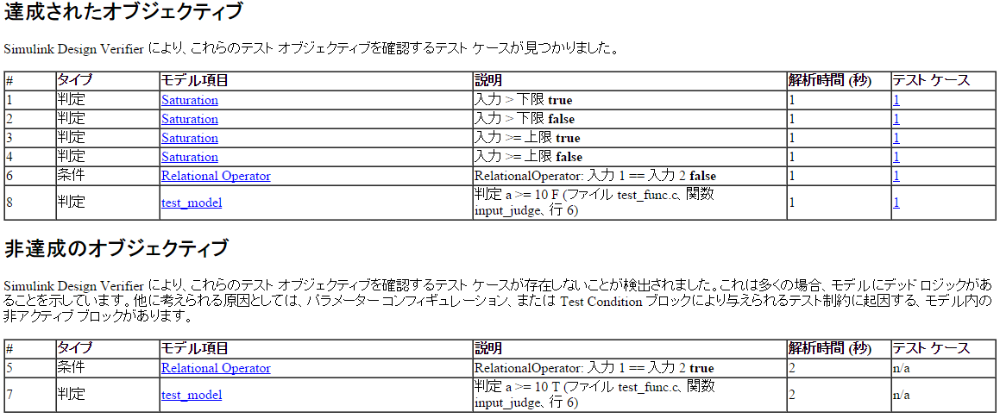 達成されたオブジェクティブ
Simulink Design Verifier により、これらのテスト オブジェクティブを確認するテスト ケースが見つかりました。
# タイプ モデル項目 説明 解析時間 (秒) テスト ケース
1 判定 Saturation 入力 > 下限 true 1 1
2 判定 Saturation 入力 > 下限 false 1 1
3 判定 Saturation 入力 >= 上限 true 1 1
4 判定 Saturation 入力 >= 上限 false 1 1
6 条件 Relational Operator RelationalOperator: 入力 1 == 入力 2 false 1 1
8 判定 test_model 判定 a >= 10 F (ファイル test_func.c、関数 1 1
input_judge、行 6)
非達成のオブジェクティブ
Simulink Design Verifier により、これらのテスト オブジェクティブを確認するテスト ケースが存在しないことが検出されました。これは多くの場合、モデルにデッド ロジックがあ
ることを示しています。他に考えられる原因としては、パラメーター コンフィギュレーション、または Test Condition ブロックにより与えられるテスト制約に起因する、モデル内の
非アクティブ ブロックがあります。
# タイプ モデル項目 説明 解析時間 (秒) テスト ケース
5 条件 Relational Operator RelationalOperator: 入力 1 == 入力 2 true 2 n/a
7 判定 test_model 判定 a >= 10 T (ファイル test_func.c、関数 2 n/a
input_judge、行 6)